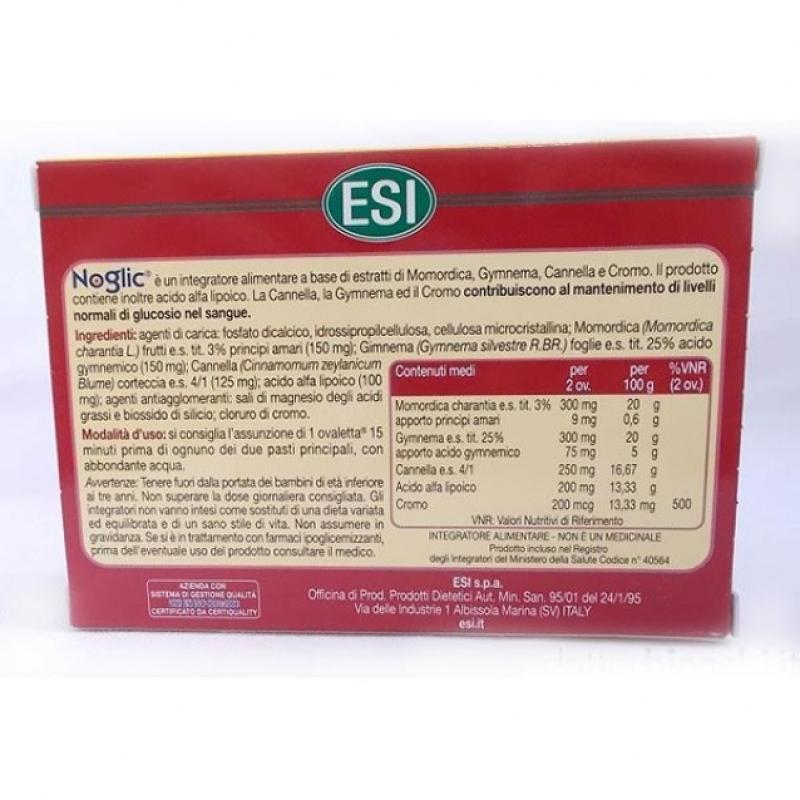 ESI
Noglic® è un integratore alimentare a base di estratti di Momordica, Gymnema, Cannella e Cromo. Il prodotto
contiene inoltre acido alfa lipoico. La Cannella, la Gymnema ed il Cromo contribuiscono al mantenimento di livelli
normali di glucosio nel sangue.
Ingredienti: agenti di carica: fosfato dicalcico, idrossipropilcellulosa, cellulosa microcristallina; Momordica (Momordica
charantia L.) frutti e.s. tit. 3% principi amari (150 mg); Gimnema (Gymnema silvestre R.BR.) foglie e.s. tit. 25% acido
gymnemico (150 mg); Cannella (Cinnamomum zeylanicum
Blume) corteccia e.s. 4/1 (125 mg); acido alfa lipoico (100
mg); agenti antiagglomeranti: sali di magnesio degli acidi
grassi e biossido di silicio; cloruro di cromo.
Modalità d'uso: si consiglia l'assunzione di 1 ovaletta® 15
minuti prima di ognuno dei due pasti principali, con
abbondante acqua.
Avvertenze: Tenere fuori dalla portata dei bambini di età inferiore
ai tre anni. Non superare la dose giornaliera consigliata. Gli
integratori non vanno intesi come sostituti di una dieta variata
ed equilibrata e di un sano stile di vita. Non assumere in
gravidanza. Se si è in trattamento con farmaci ipoglicemizzanti,
prima dell'eventuale uso del prodotto consultare il medico.
Contenuti medi per 2 ov. per 100 g %VNR (2 ov.)
Momordica charantia e.s. tit. 3% 300 mg 20 g
apporto principi amari 9 mg 0,6 g
Gymnema e.s. tit. 25% 300 mg 20 g
apporto acido gymnemico 75 mg 5 g
Cannella e.s. 4/1 250 mg 16,67 g
Acido alfa lipoico 200 mg 13,33 g
Cromo 200 mcg 13,33 mg 500
VNR: Valori Nutritivi di Riferimento
INTEGRATORE ALIMENTARE - NON È UN MEDICINALE
Prodotto incluso nel Registro
degli Integratori del Ministero della Salute Codice n° 40564
AZIENDA CON
SISTEMA DI GESTIONE QUALITÀ
CERTIFICATO DA CERTIQUALITY
ESI s.p.a.
Officina di Prod. Prodotti Dietetici Aut. Min. San. 95/01 del 24/1/95
Via delle Industrie 1 Albissola Marina (SV) ITALY
esi.it